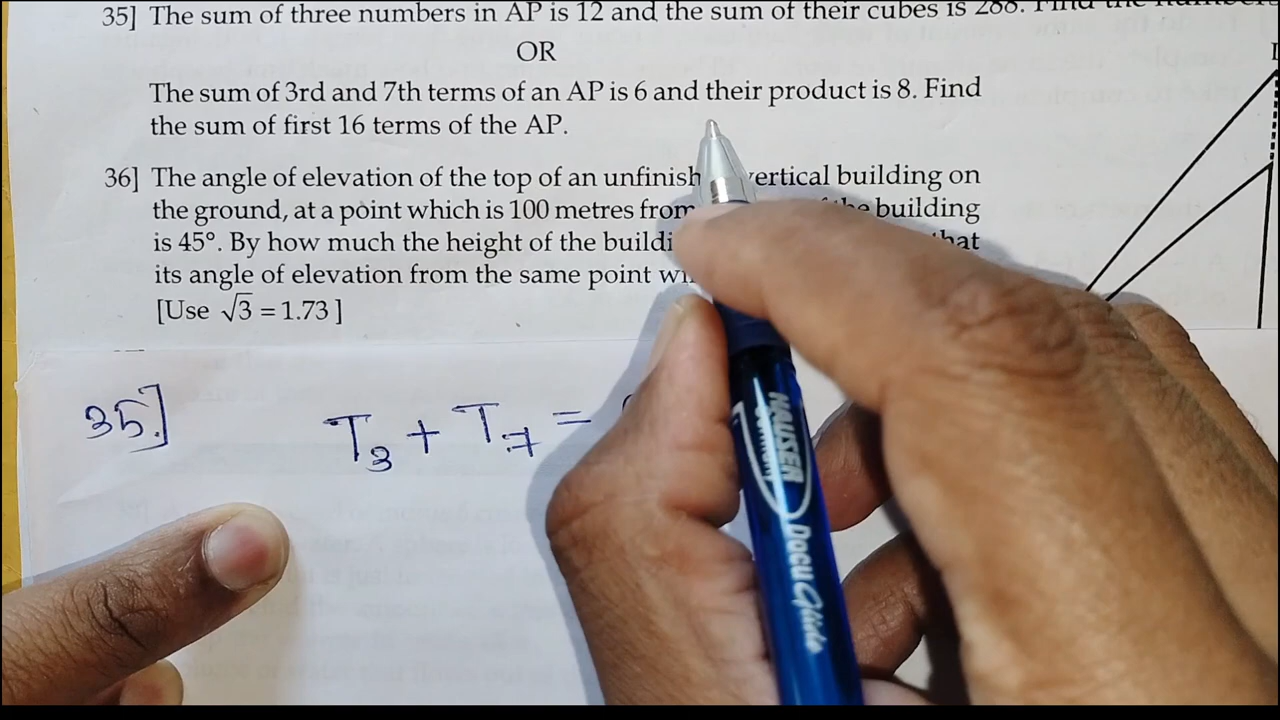 35] The sum of three numbers in AP is 12 and the sum of their cubes is 288. Find the numbers
OR
The sum of 3rd and 7th terms of an AP is 6 and their product is 8. Find
the sum of first 16 terms of the AP.
36] The angle of elevation of the top of an vertical building on
the ground, at a point which is 100 metres from building
is 45°. By how much the height of the that
its angle of elevation from the same point
[Use √3 = 1.73 ]
35.] T₃ + T₇ =
HAUSER
DOCU Glide